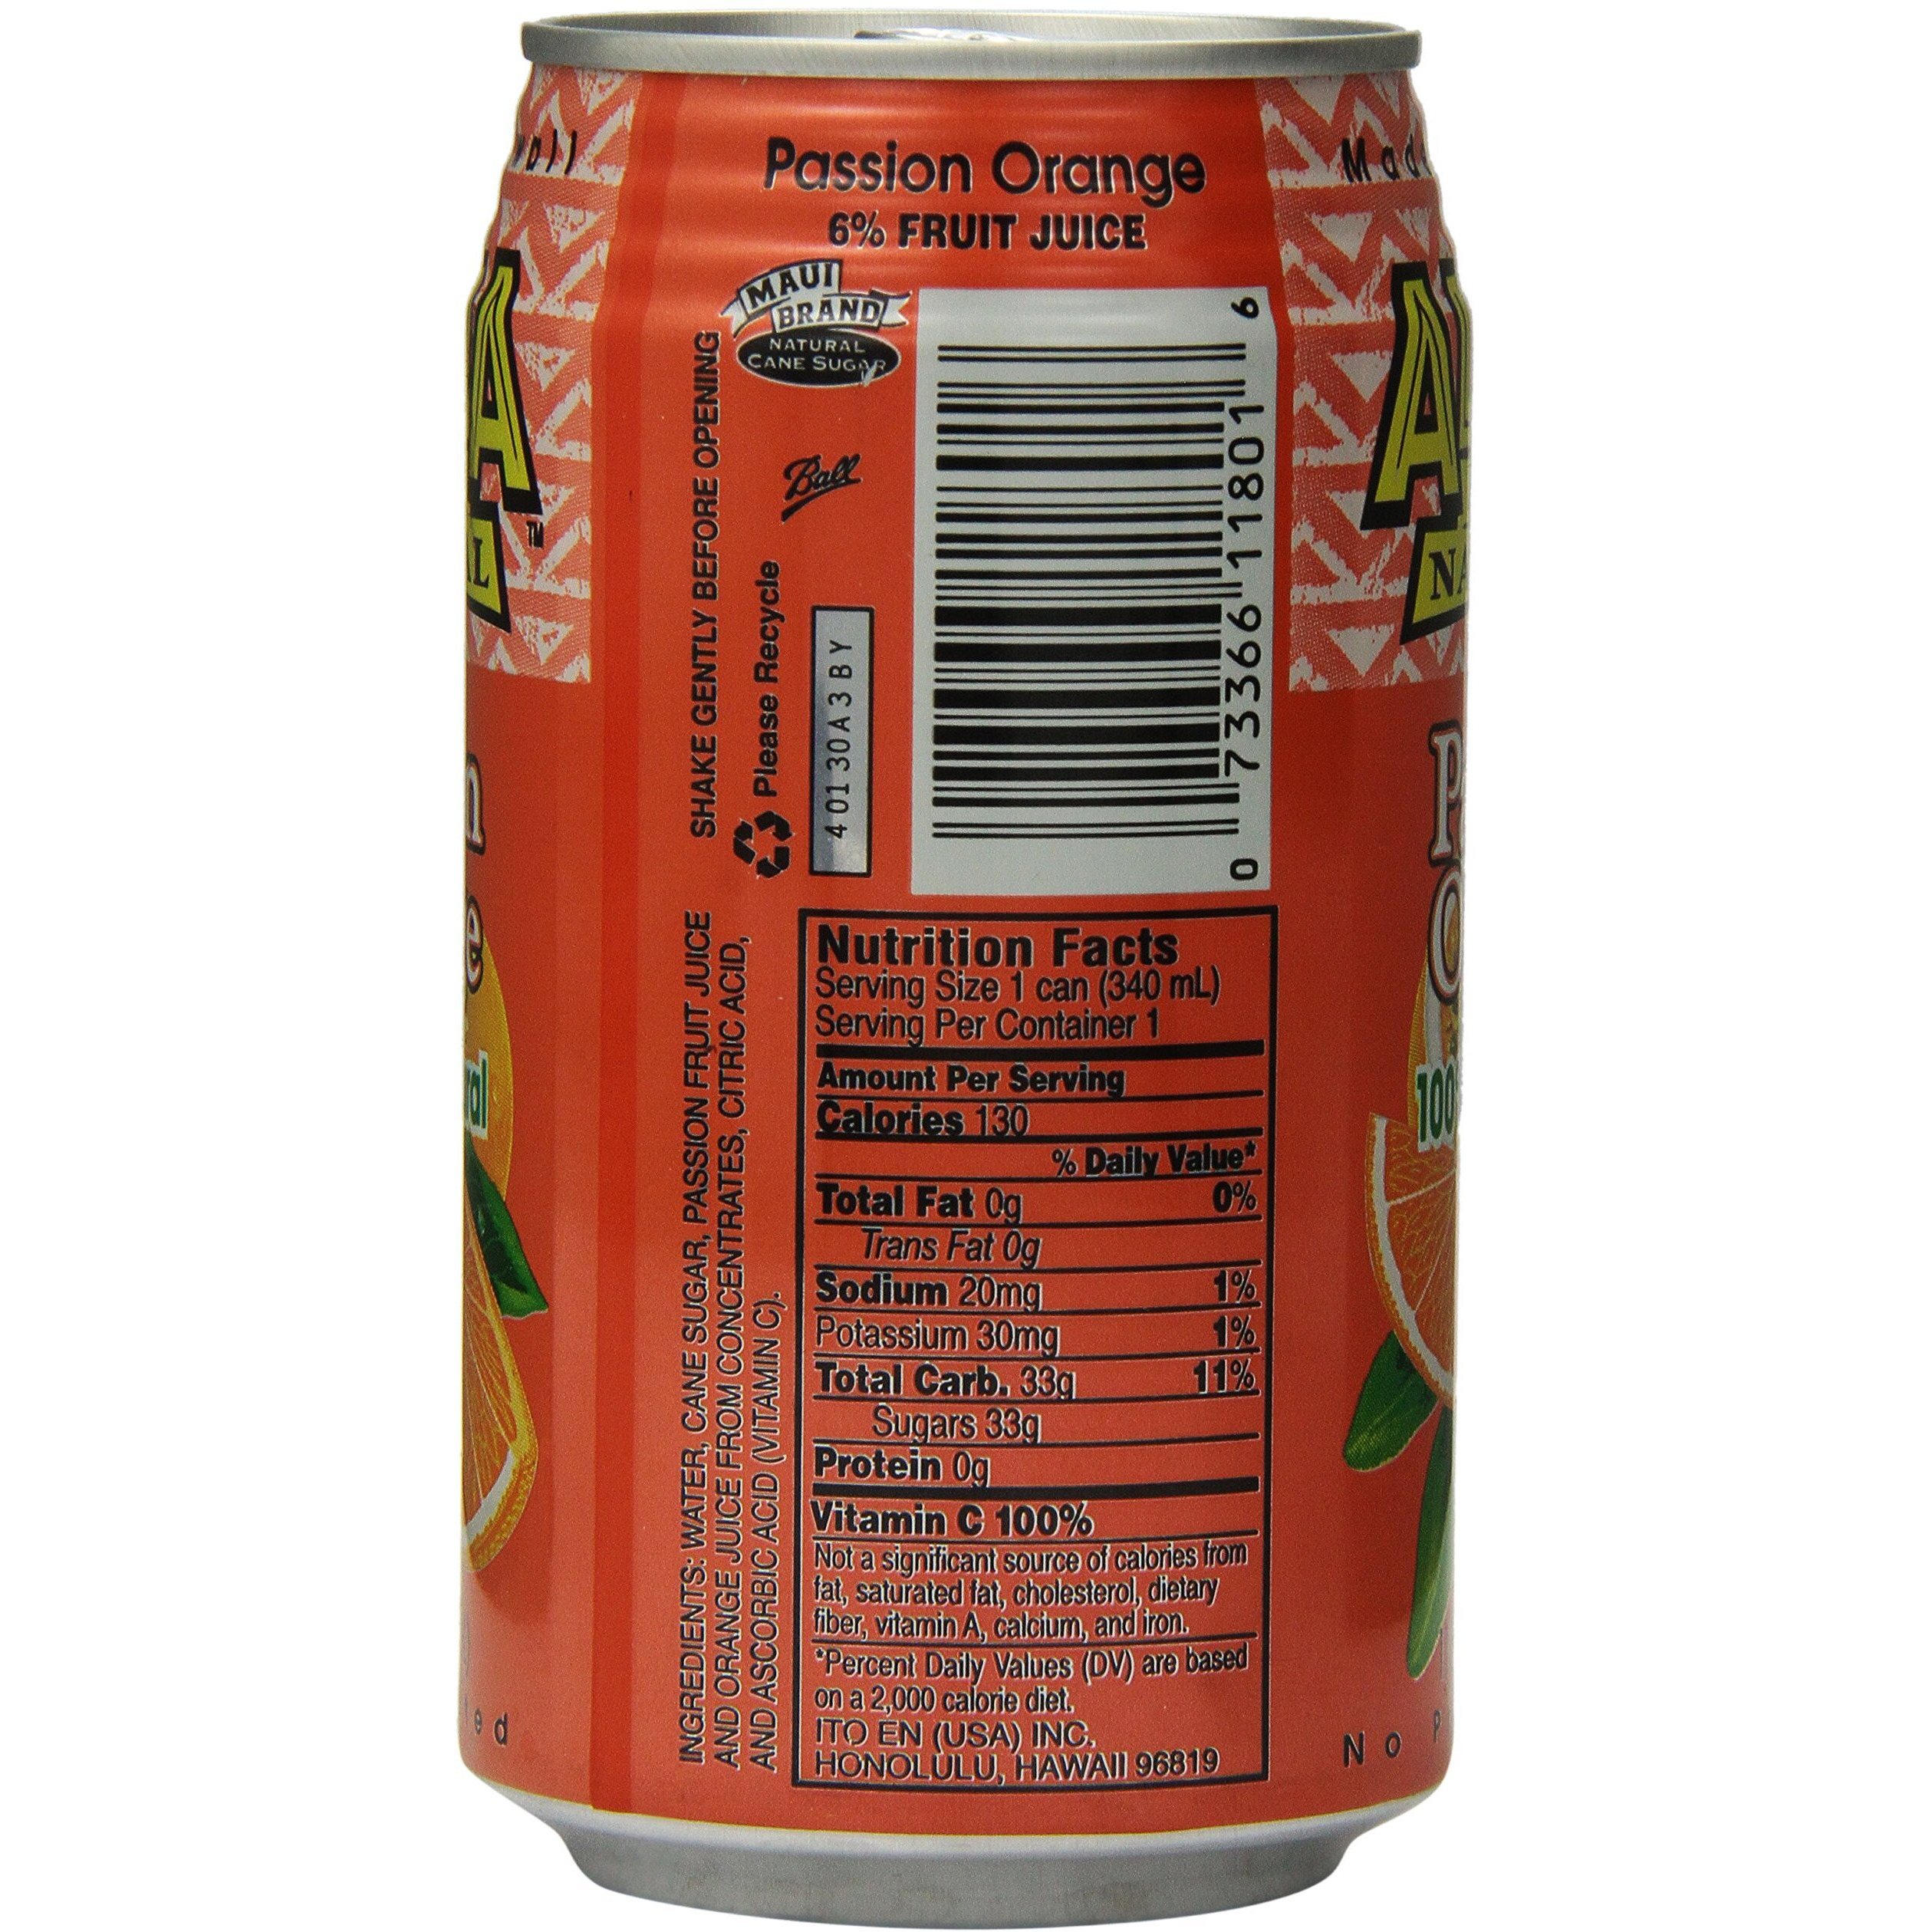 Passion Orange
6% FRUIT JUICE
MAUI
BRAND
NATURAL
CANE SUGAR
SHAKE GENTLY BEFORE OPENING
Ball
Please Recycle
40130A3BY
0 73366 11801 6
INGREDIENTS: WATER, CANE SUGAR, PASSION FRUIT JUICE
AND ORANGE JUICE FROM CONCENTRATES, CITRIC ACID,
AND ASCORBIC ACID (VITAMIN C).
Nutrition Facts
Serving Size 1 can (340 mL)
Serving Per Container 1
Amount Per Serving
Calories 130
% Daily Value*
Total Fat 0g 0%
Trans Fat 0g
Sodium 20mg 1%
Potassium 30mg 1%
Total Carb. 33g 11%
Sugars 33g
Protein 0g
Vitamin C 100%
Not a significant source of calories from
fat, saturated fat, cholesterol, dietary
fiber, vitamin A, calcium, and iron.
*Percent Daily Values (DV) are based
on a 2,000 calorie diet.
ITO EN (USA) INC.
HONOLULU, HAWAII 96819
TM
100
No